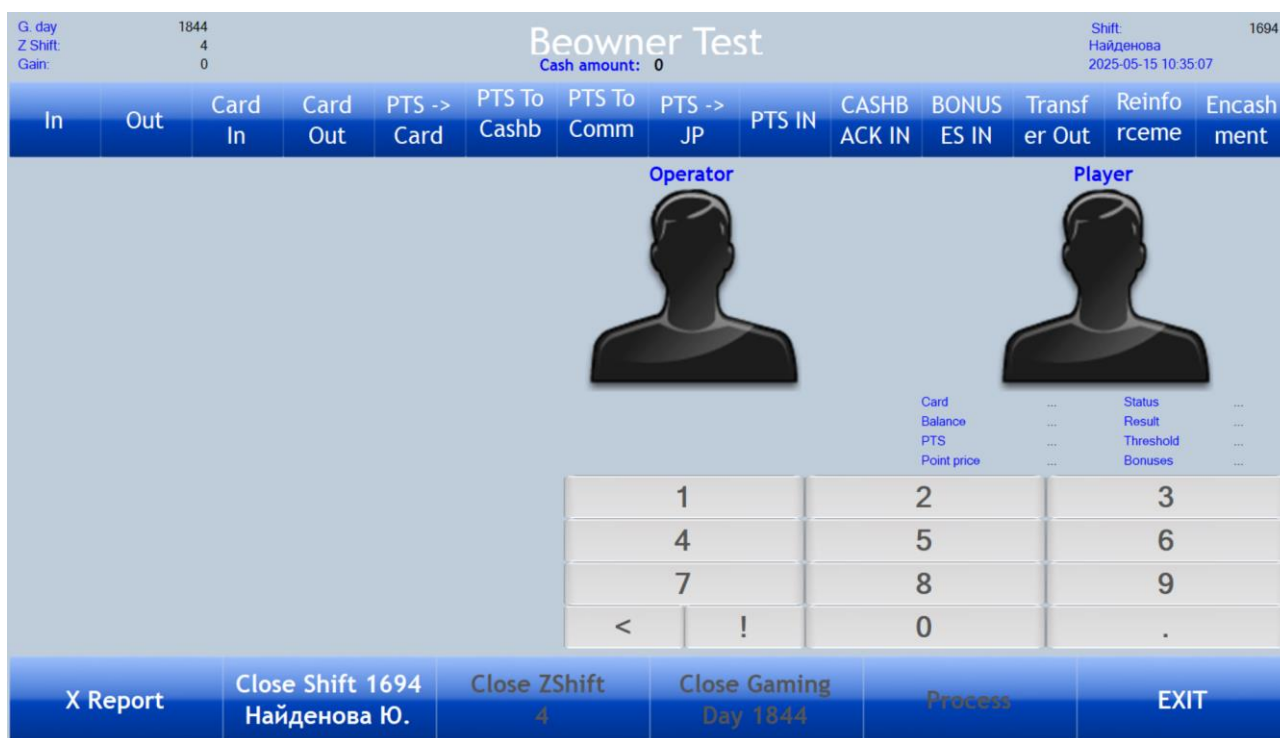 G. day 1844
Z Shift: 4
Gain: 0
Beowner Test
Cash amount: 0
Shift: 1694
Найденова
2025-05-15 10:35:07
In
Out
Card
In
Card
Out
PTS ->
Card
PTS To
Cashb
PTS To
Comm
PTS ->
JP
PTS IN
CASHB
ACK IN
BONUS
ES IN
Transf
er Out
Reinfo
rceme
Encash
ment
Operator
Player
Card ... Status ...
Balance ... Result ...
PTS ... Threshold ...
Point price ... Bonuses ...
1 2 3
4 5 6
7 8 9
< ! 0 .
X Report
Close Shift 1694
Найденова Ю.
Close ZShift
4
Close Gaming
Day 1844
Process
EXIT